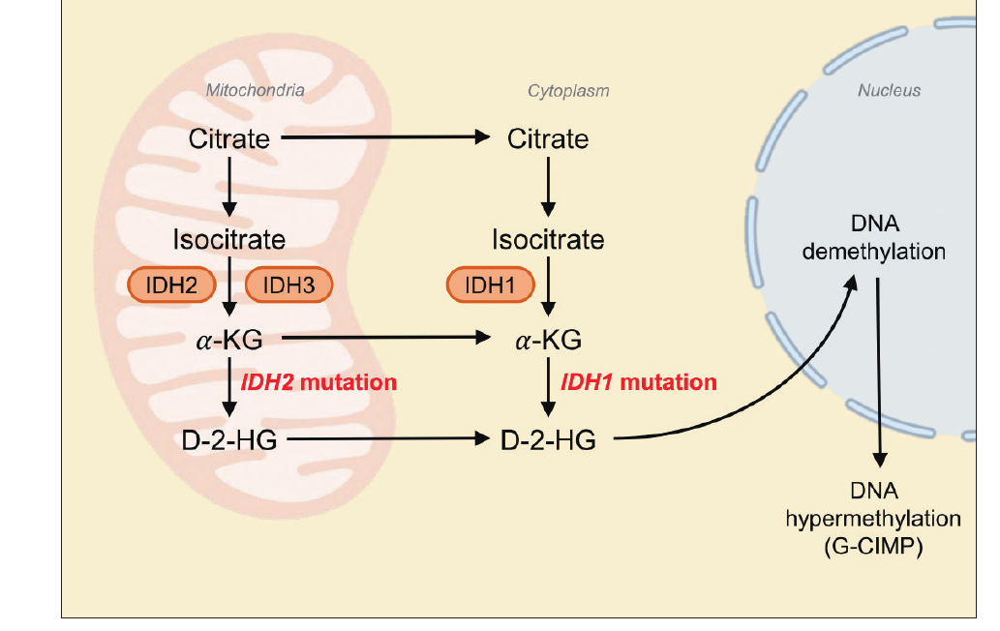 Mitochondria
Cytoplasm
Nucleus
Citrate
Citrate
Isocitrate
Isocitrate
DNA
demethylation
IDH2
IDH3
IDH1
α-KG
α-KG
IDH2 mutation
IDH1 mutation
D-2-HG
D-2-HG
DNA
hypermethylation
(G-CIMP)